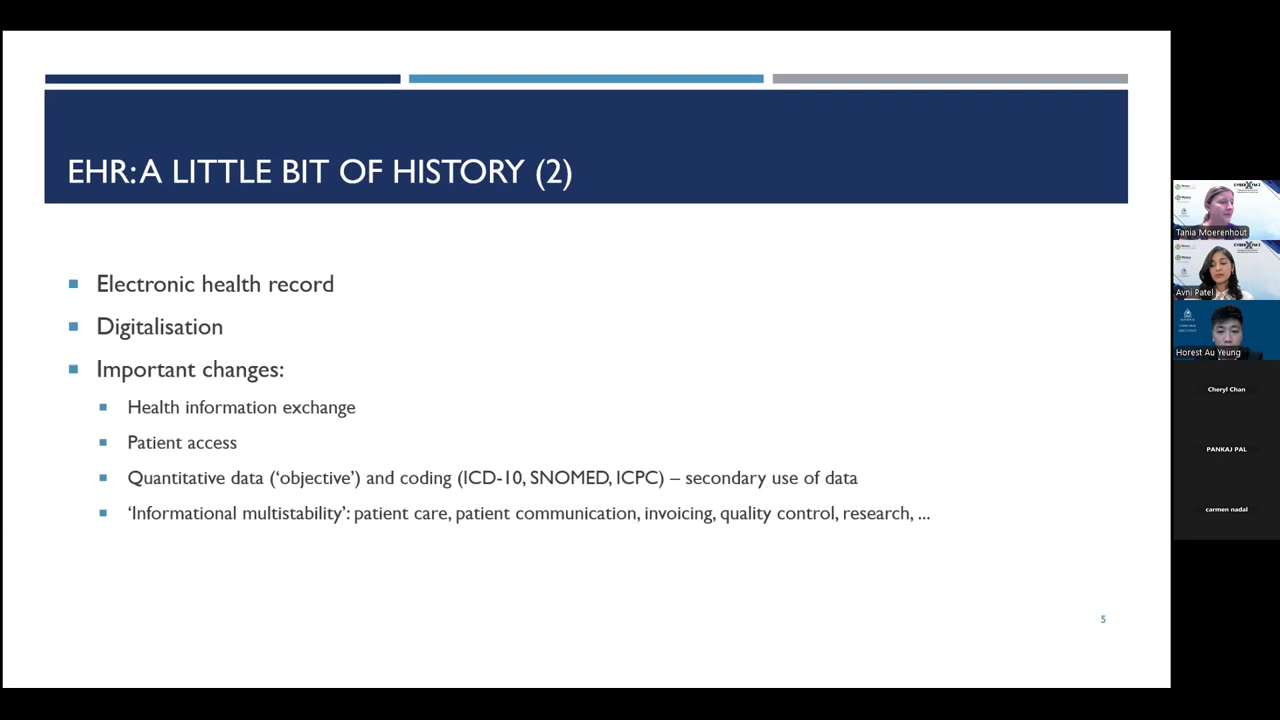 EHR: A LITTLE BIT OF HISTORY (2)
Electronic health record
Digitalisation
Important changes:
Health information exchange
Patient access
Quantitative data (‘objective’) and coding (ICD-10, SNOMED, ICPC) – secondary use of data
‘Informational multistability’: patient care, patient communication, invoicing, quality control, research, ...
5
Tania Moerenhout
Avni Patel
Horest Au Yeung
Cheryl Chan
PANKAJ PAL
carmen nadal